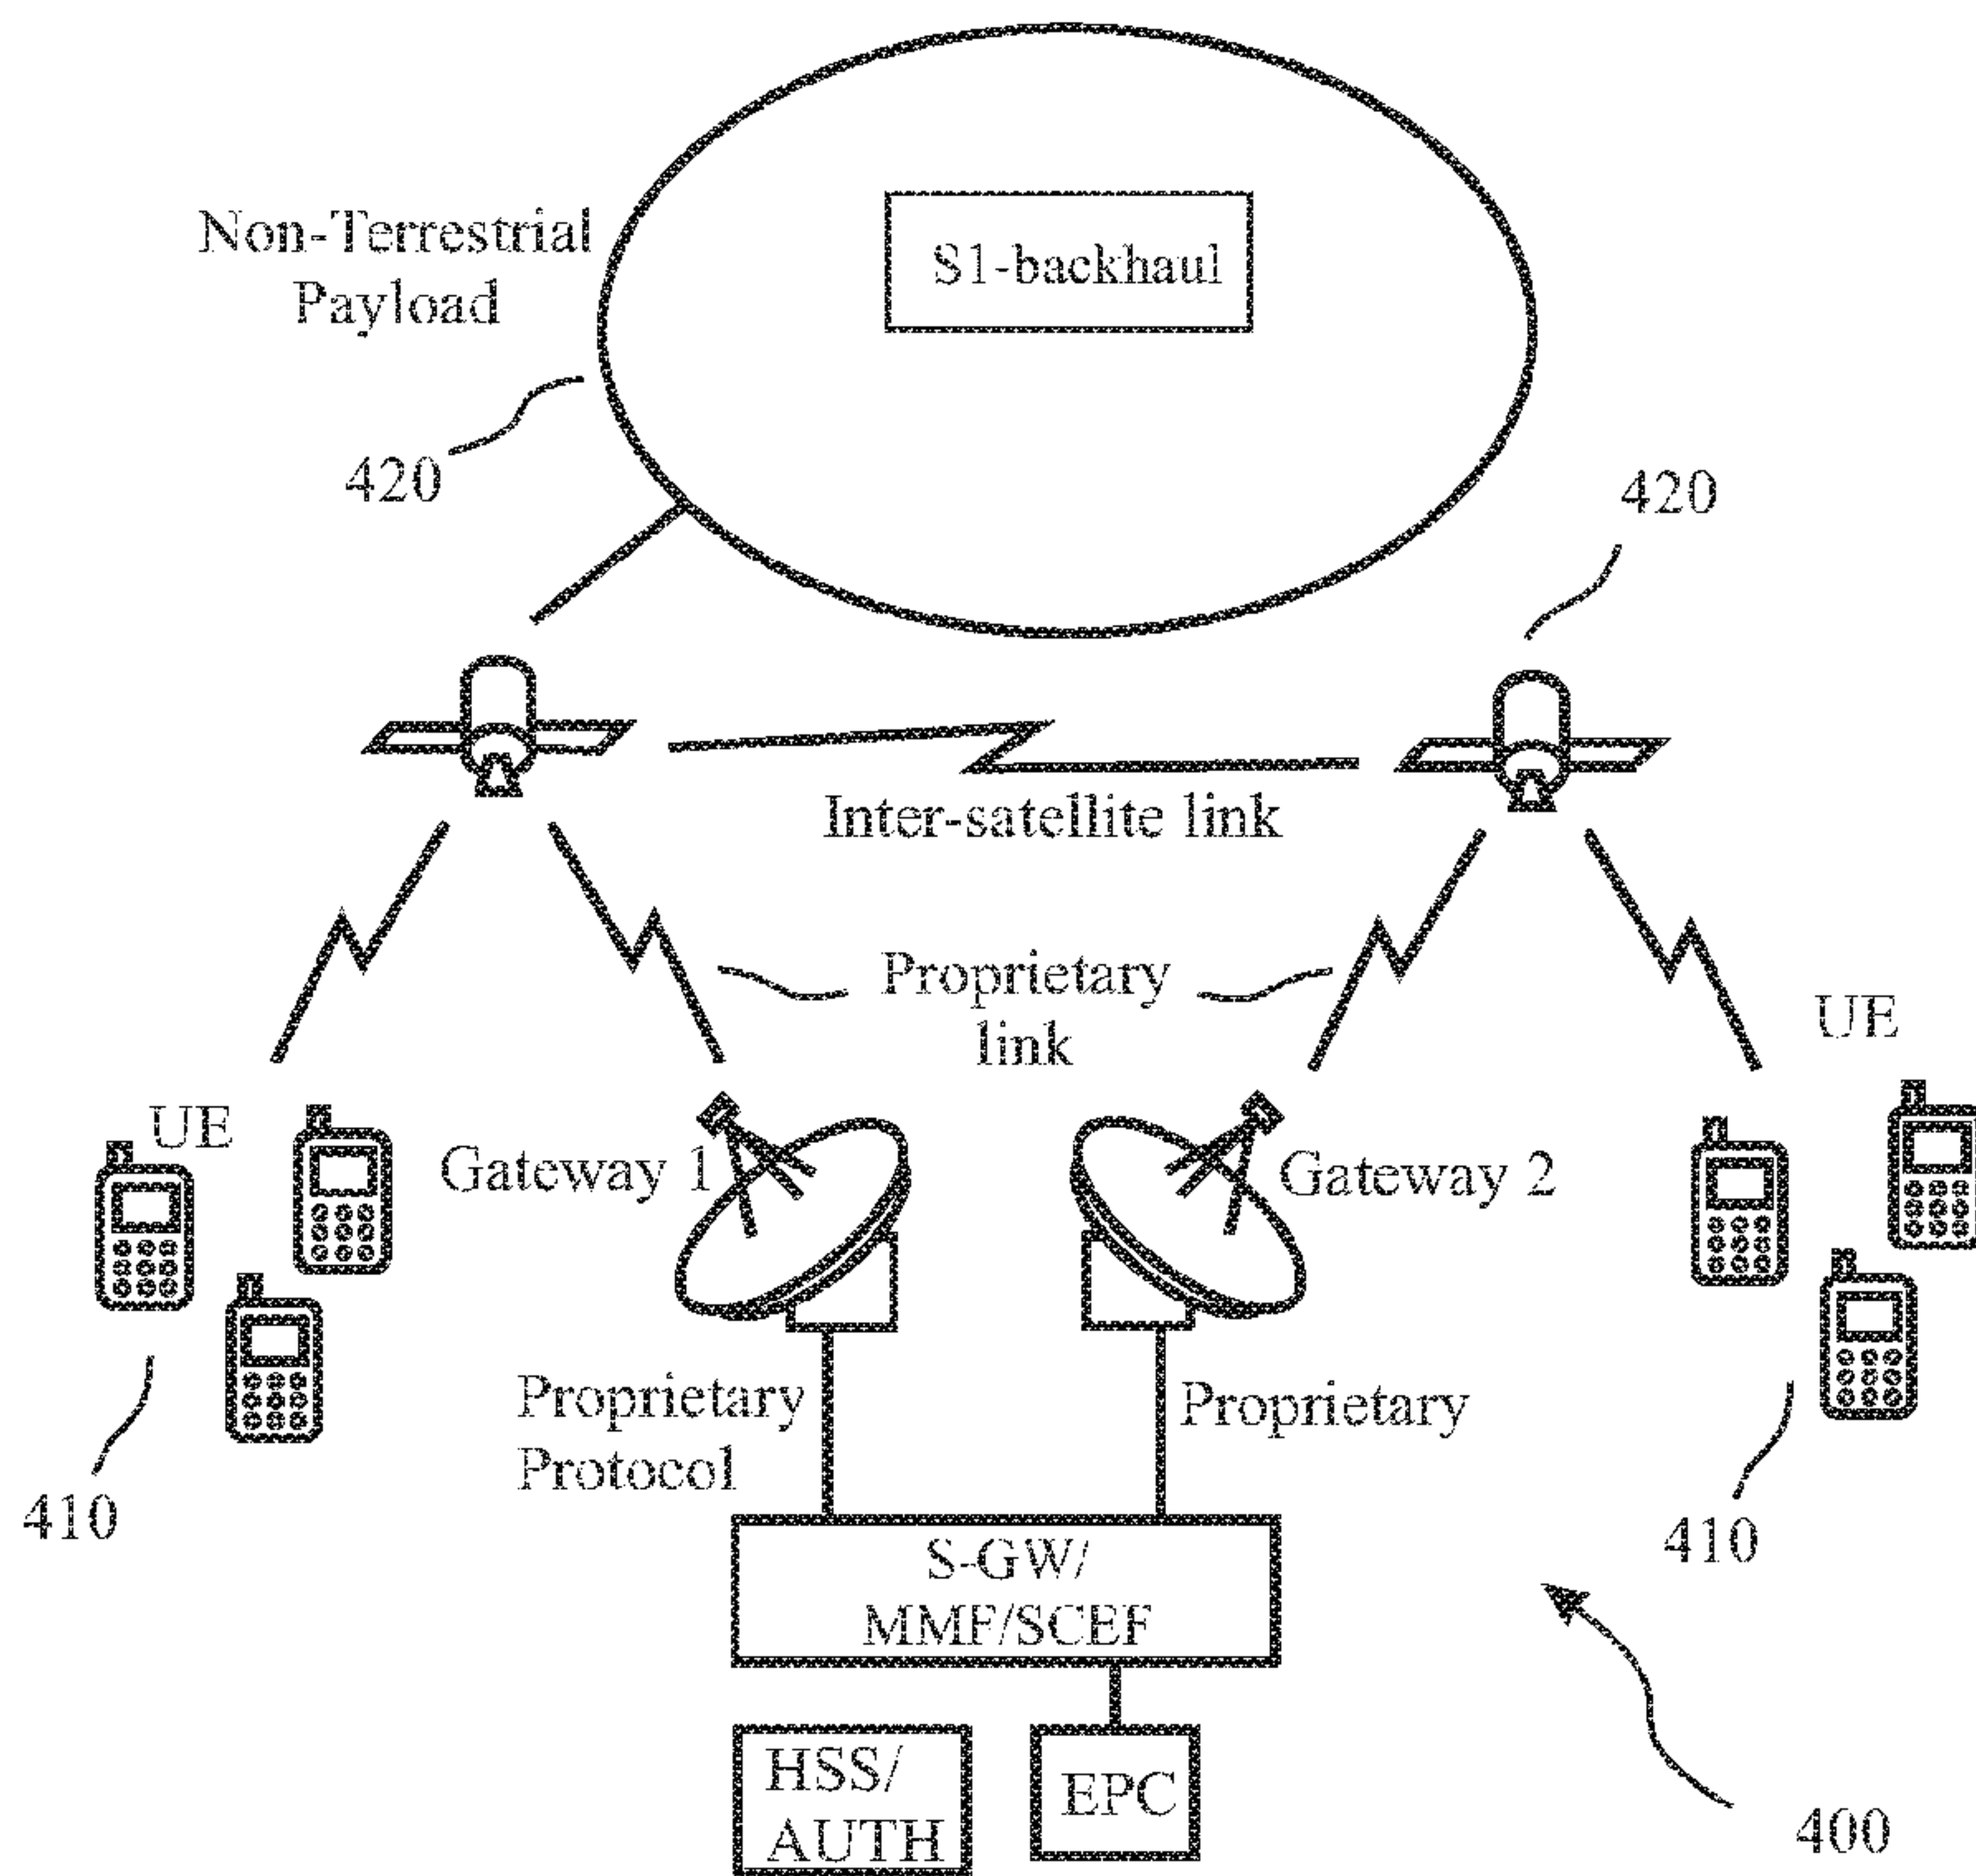 Non-Terrestrial
Payload
S1-backhaul
420
420
Inter-satellite link
Proprietary
link
UE
UE
Gateway 1
Gateway 2
Proprietary
Protocol
Proprietary
410
410
S-GW/
MMF/SCEF
HSS/
AUTH
EPC
400